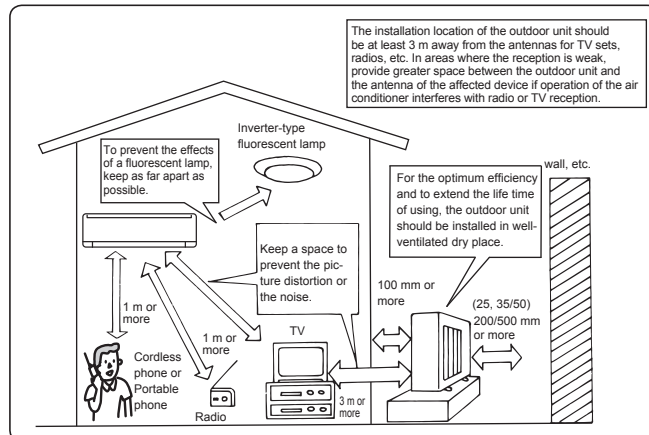 The installation location of the outdoor unit should
be at least 3 m away from the antennas for TV sets,
radios, etc. In areas where the reception is weak,
provide greater space between the outdoor unit and
the antenna of the affected device if operation of the air
conditioner interferes with radio or TV reception.
Inverter-type
fluorescent lamp
To prevent the effects
of a fluorescent lamp,
keep as far apart as
possible.
wall, etc.
For the optimum efficiency
and to extend the life time
of using, the outdoor unit
should be installed in well-
ventilated dry place.
Keep a space to
prevent the pic-
ture distortion or
the noise.
100 mm or
more
(25, 35/50)
200/500 mm
or more
1 m or
more
1 m or
more
TV
Cordless
phone or
Portable
phone
Radio
3 m or
more